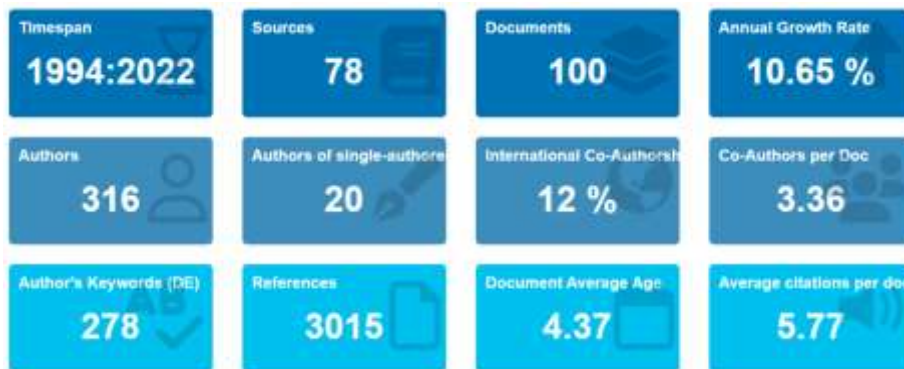 Timespan
1994:2022
Sources
78
Documents
100
Annual Growth Rate
10.65 %
Authors
316
Authors of single-authore
20
International Co-Authorsh
12 %
Co-Authors per Doc
3.36
Author's Keywords (DE)
278
References
3015
Document Average Age
4.37
Average citations per doc
5.77
AB